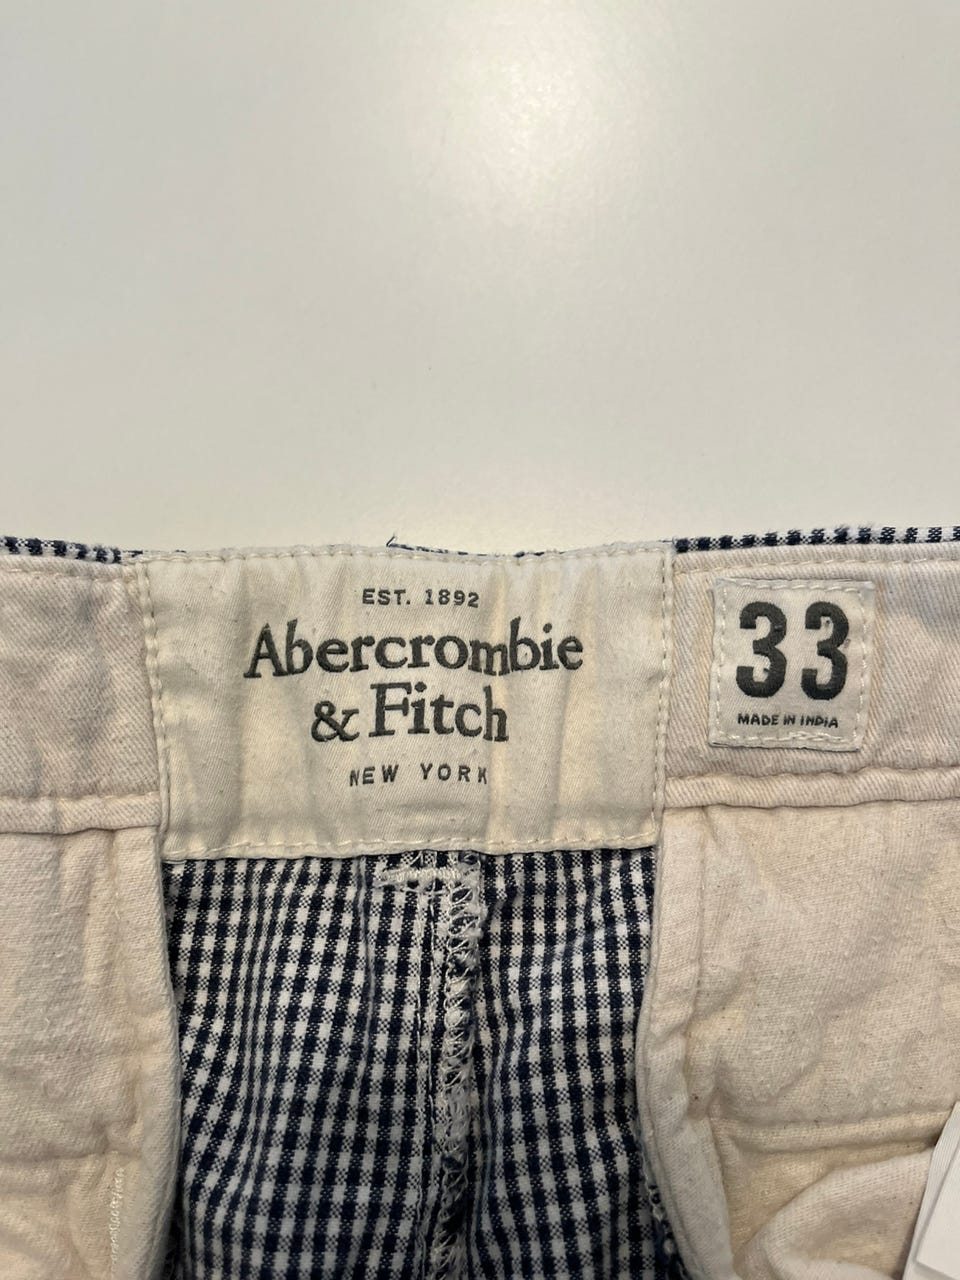 EST. 1892
Abercrombie
& Fitch
NEW YORK
33
MADE IN INDIA